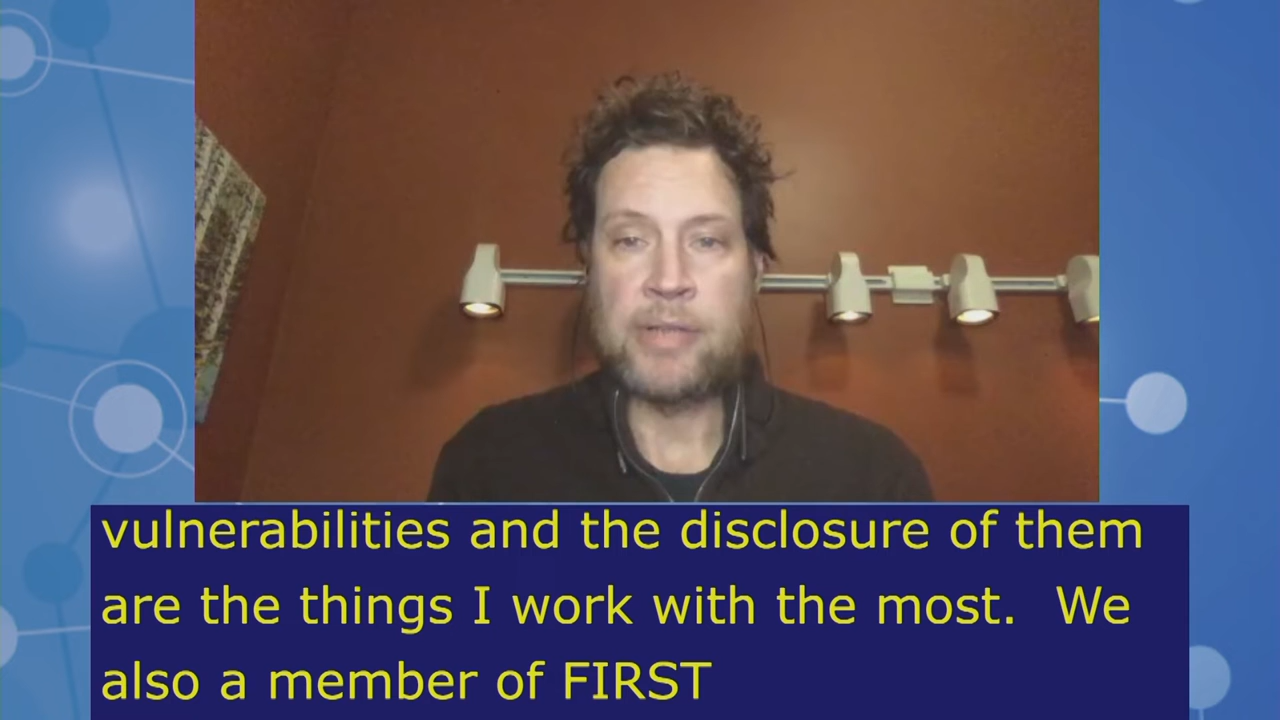 vulnerabilities and the disclosure of them
are the things I work with the most.  We
also a member of FIRST